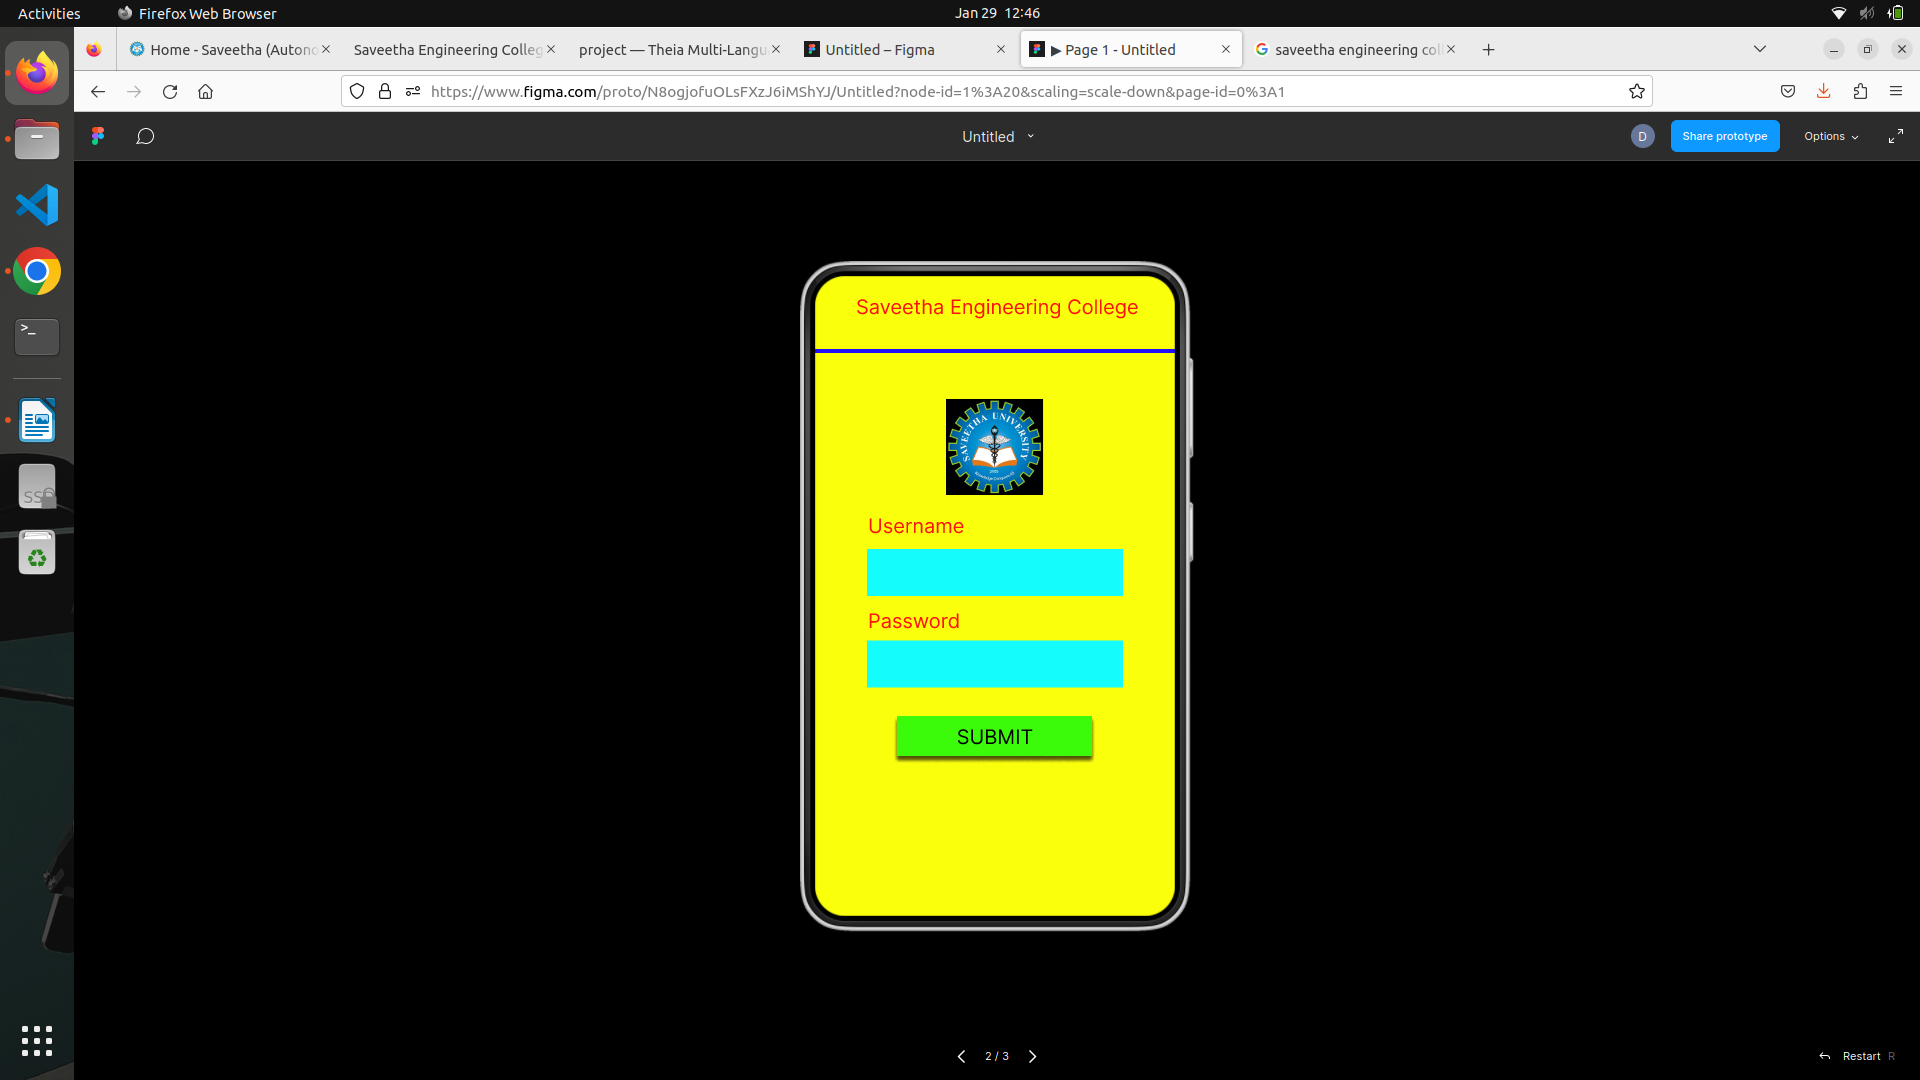 Activities
Firefox Web Browser
Jan 29 12:46
Home - Saveetha (Autono
Saveetha Engineering Colleg
project — Theia Multi-Langu
Untitled – Figma
▶ Page 1 - Untitled
saveetha engineering coll
https://www.figma.com/proto/N8ogjofuOLsFXzJ6iMShYJ/Untitled?node-id=1%3A20&scaling=scale-down&page-id=0%3A1
Untitled
D
Share prototype
Options
>_
SS
Saveetha Engineering College
SAVEETHA UNIVERSITY
Username
Password
SUBMIT
2 / 3
Restart R